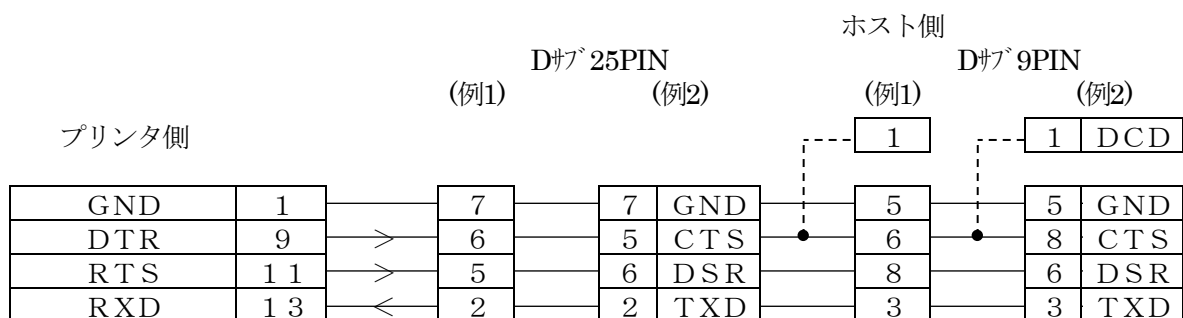 ホスト側
Dｻﾌﾞ25PIN Dｻﾌﾞ9PIN
(例1) (例2) (例1) (例2)
プリンタ側 1 1 DCD
GND 1 7 7 GND 5 5 GND
DTR 9 6 5 CTS 6 8 CTS
RTS 11 5 6 DSR 8 6 DSR
RXD 13 2 2 TXD 3 3 TXD